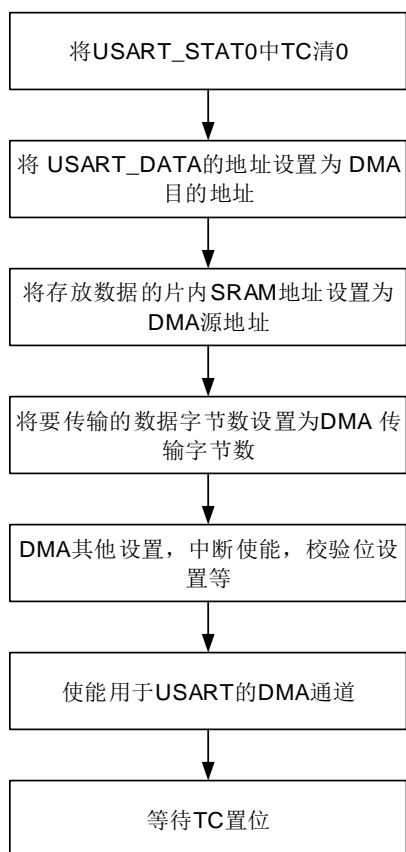 将USART_STAT0中TC清0
将 USART_DATA的地址设置为 DMA
目的地址
将存放数据的片内SRAM地址设置为
DMA源地址
将要传输的数据字节数设置为DMA 传
输字节数
DMA其他设置，中断使能，校验位设
置等
使能用于USART的DMA通道
等待TC置位